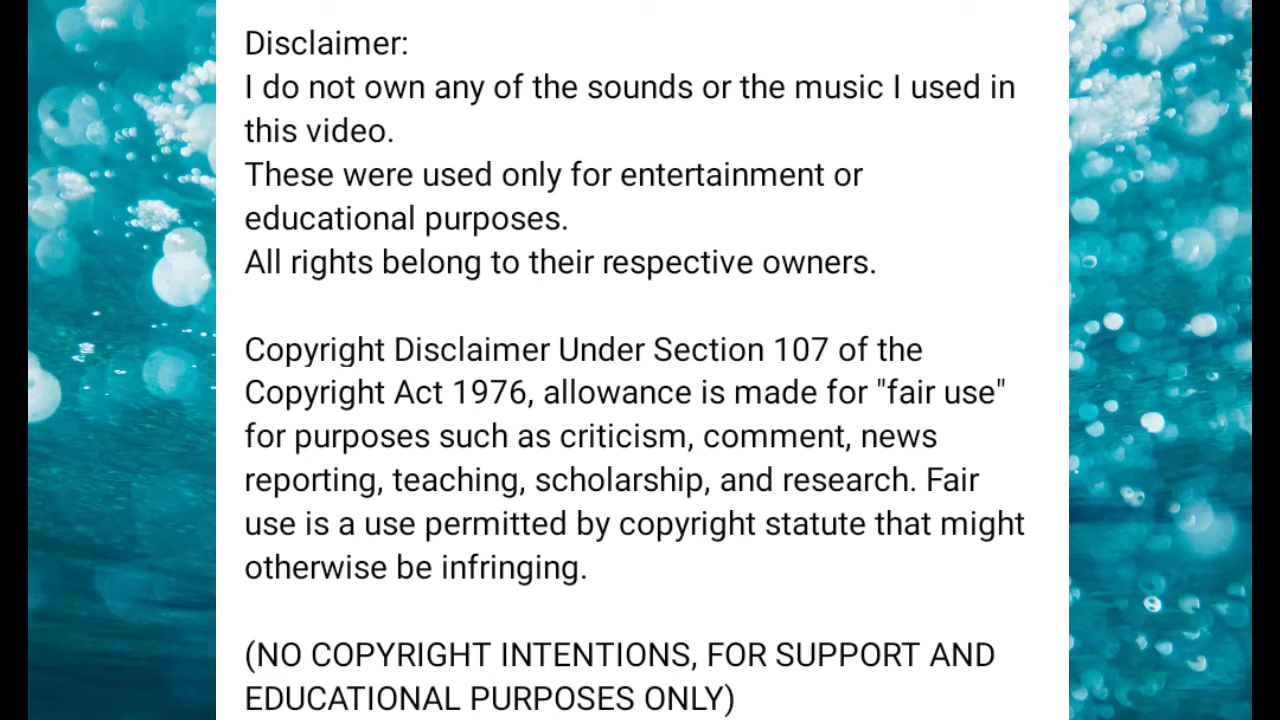 Disclaimer:
I do not own any of the sounds or the music I used in
this video.
These were used only for entertainment or
educational purposes.
All rights belong to their respective owners.
Copyright Disclaimer Under Section 107 of the
Copyright Act 1976, allowance is made for "fair use"
for purposes such as criticism, comment, news
reporting, teaching, scholarship, and research. Fair
use is a use permitted by copyright statute that might
otherwise be infringing.
(NO COPYRIGHT INTENTIONS, FOR SUPPORT AND
EDUCATIONAL PURPOSES ONLY)